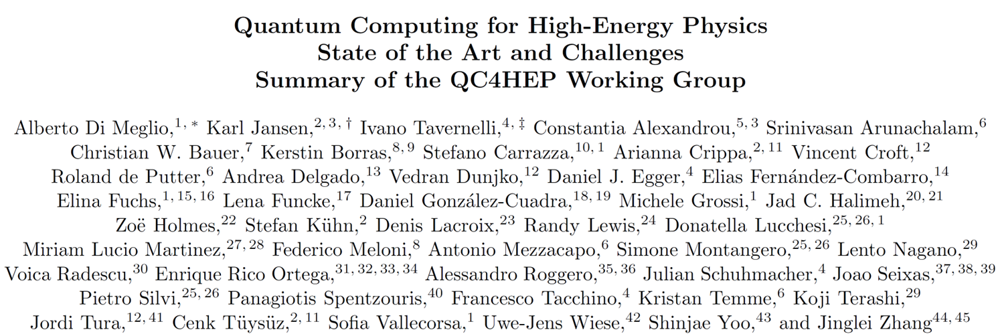 Quantum Computing for High-Energy Physics
State of the Art and Challenges
Summary of the QC4HEP Working Group
Alberto Di Meglio,1, * Karl Jansen,2, 3, † Ivano Tavernelli,4, ‡ Constantia Alexandrou,5, 3 Srinivasan Arunachalam,6
Christian W. Bauer,7 Kerstin Borras,8, 9 Stefano Carrazza,10, 1 Arianna Crippa,2, 11 Vincent Croft,12
Roland de Putter,6 Andrea Delgado,13 Vedran Dunjko,12 Daniel J. Egger,4 Elias Fernández-Combarro,14
Elina Fuchs,1, 15, 16 Lena Funcke,17 Daniel González-Cuadra,18, 19 Michele Grossi,1 Jad C. Halimeh,20, 21
Zoë Holmes,22 Stefan Kühn,2 Denis Lacroix,23 Randy Lewis,24 Donatella Lucchesi,25, 26, 1
Miriam Lucio Martinez,27, 28 Federico Meloni,8 Antonio Mezzacapo,6 Simone Montangero,25, 26 Lento Nagano,29
Voica Radescu,30 Enrique Rico Ortega,31, 32, 33, 34 Alessandro Roggero,35, 36 Julian Schuhmacher,4 Joao Seixas,37, 38, 39
Pietro Silvi,25, 26 Panagiotis Spentzouris,40 Francesco Tacchino,4 Kristan Temme,6 Koji Terashi,29
Jordi Tura,12, 41 Cenk Tüysüz,2, 11 Sofia Vallecorsa,1 Uwe-Jens Wiese,42 Shinjae Yoo,43 and Jinglei Zhang44, 45